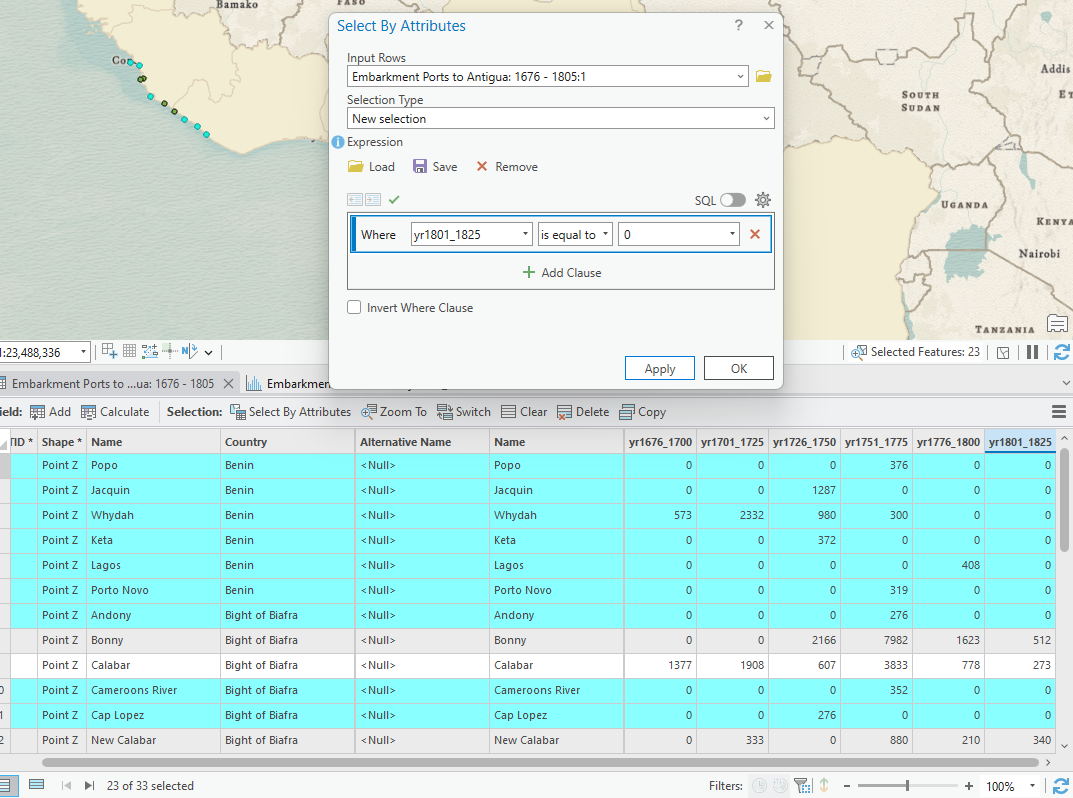 Bamako
FASO
Select By Attributes
?
Input Rows
Embarkment Ports to Antigua: 1676 - 1805:1
Selection Type
New selection
Expression
Load
Save
Remove
SQL
Where
yr1801_1825
is equal to
0
Add Clause
Invert Where Clause
Apply
OK
Con
Addis
SOUTH
SUDAN
UGANDA
KENYA
Nairobi
TANZANIA
1:23,488,336
Selected Features: 23
Embarkment Ports to ...ua: 1676 - 1805
Embarkmen
Add
Calculate
Selection:
Select By Attributes
Zoom To
Switch
Clear
Delete
Copy
Shape * Name Country Alternative Name Name yr1676_1700 yr1701_1725 yr1726_1750 yr1751_1775 yr1776_1800 yr1801_1825
Point Z Popo Benin <Null> Popo 0 0 0 376 0 0
Point Z Jacquin Benin <Null> Jacquin 0 0 1287 0 0 0
Point Z Whydah Benin <Null> Whydah 573 2332 980 300 0 0
Point Z Keta Benin <Null> Keta 0 0 372 0 0 0
Point Z Lagos Benin <Null> Lagos 0 0 0 0 408 0
Point Z Porto Novo Benin <Null> Porto Novo 0 0 0 319 0 0
Point Z Andony Bight of Biafra <Null> Andony 0 0 0 276 0 0
Point Z Bonny Bight of Biafra <Null> Bonny 0 0 2166 7982 1623 512
Point Z Calabar Bight of Biafra <Null> Calabar 1377 1908 607 3833 778 273
Point Z Cameroons River Bight of Biafra <Null> Cameroons River 0 0 0 352 0 0
Point Z Cap Lopez Bight of Biafra <Null> Cap Lopez 0 0 276 0 0 0
Point Z New Calabar Bight of Biafra <Null> New Calabar 0 333 0 880 210 340
23 of 33 selected
Filters:
100%